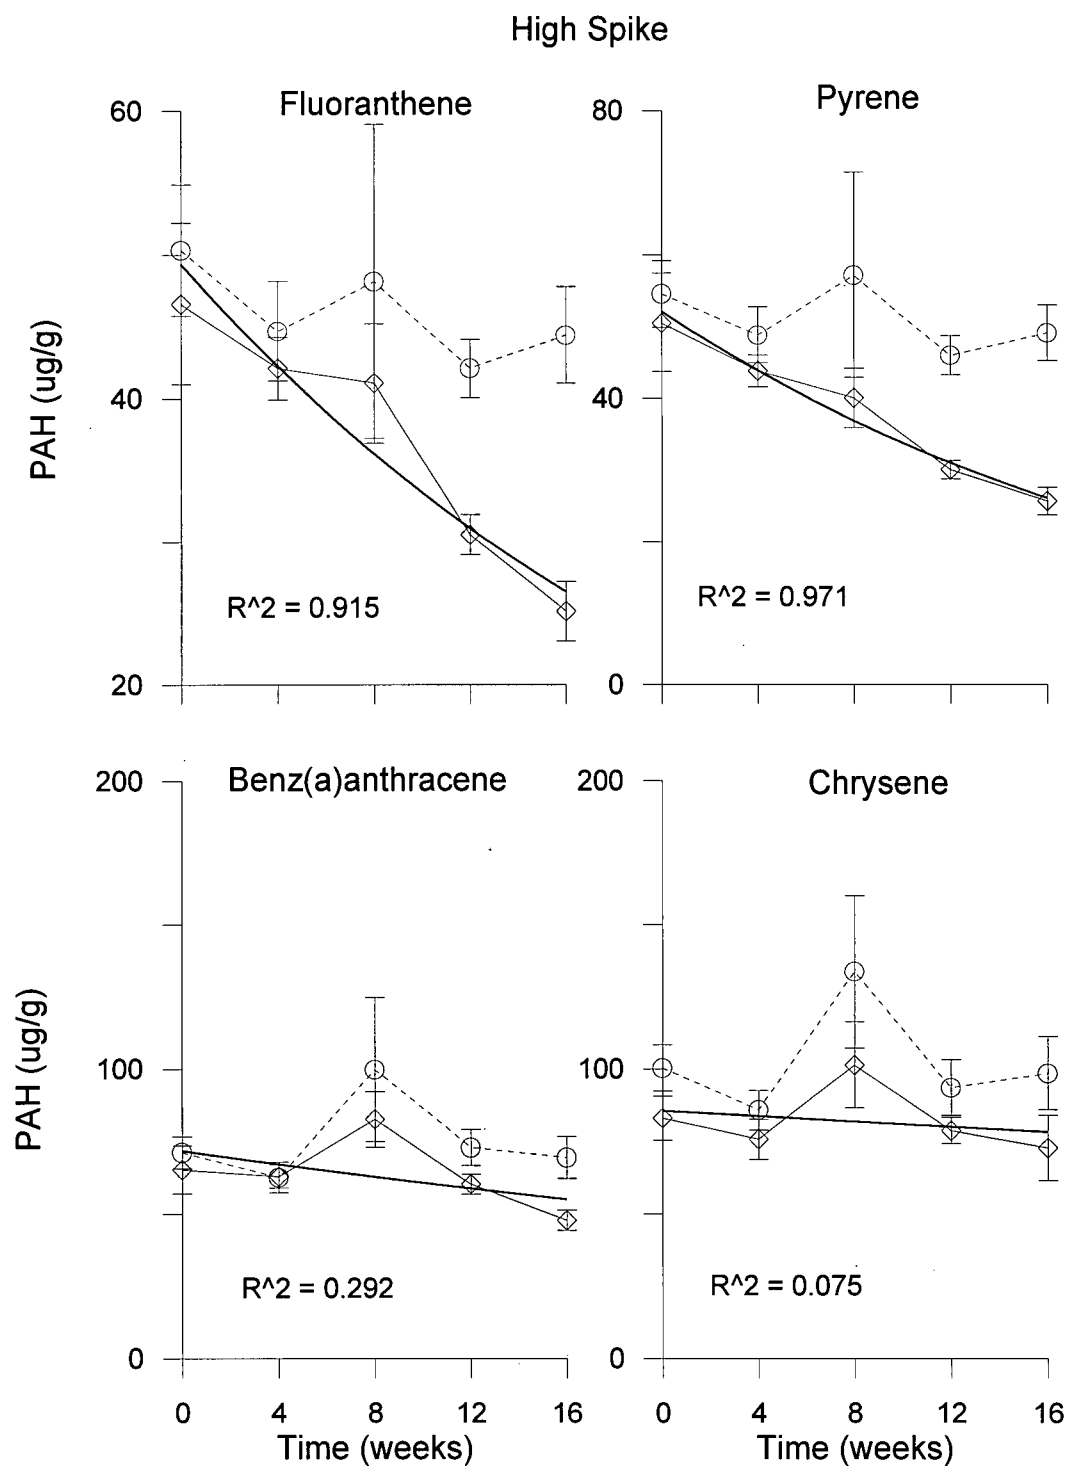 High Spike
Fluoranthene
60
40
20
PAH (ug/g)
R^2 = 0.915
Pyrene
80
40
0
R^2 = 0.971
Benz(a)anthracene
200
100
0
PAH (ug/g)
R^2 = 0.292
0 4 8 12 16
Time (weeks)
Chrysene
200
100
0
R^2 = 0.075
0 4 8 12 16
Time (weeks)